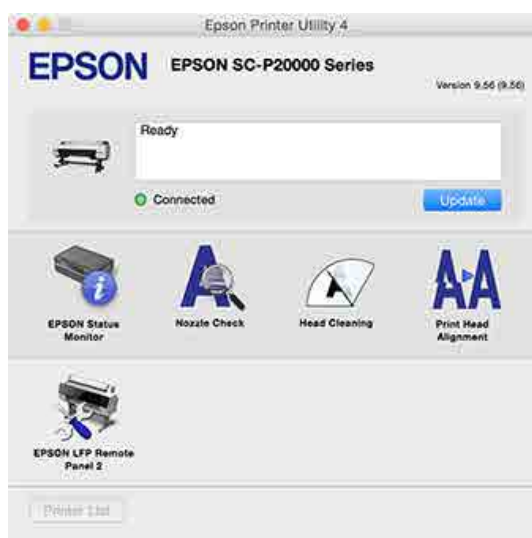 Epson Printer Utility 4
EPSON
EPSON SC-P20000 Series
Version 9.56 (9.56)
Ready
Connected
Update
EPSON Status
Monitor
Nozzle Check
Head Cleaning
Print Head
Alignment
EPSON LFP Remote
Panel 2
Printer List